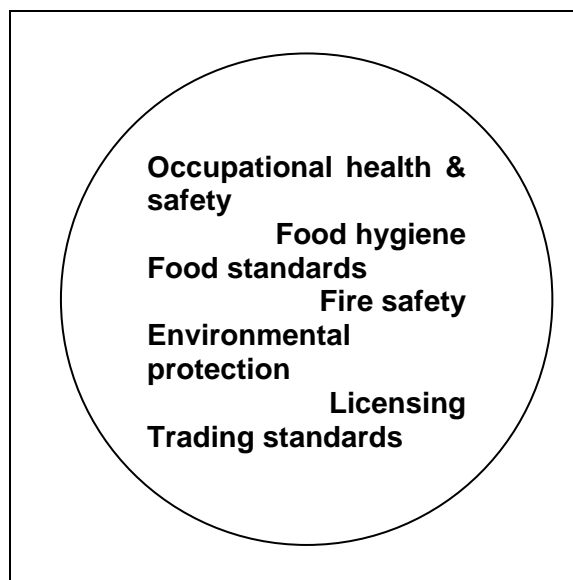 Occupational health &
safety
Food hygiene
Food standards
Fire safety
Environmental
protection
Licensing
Trading standards